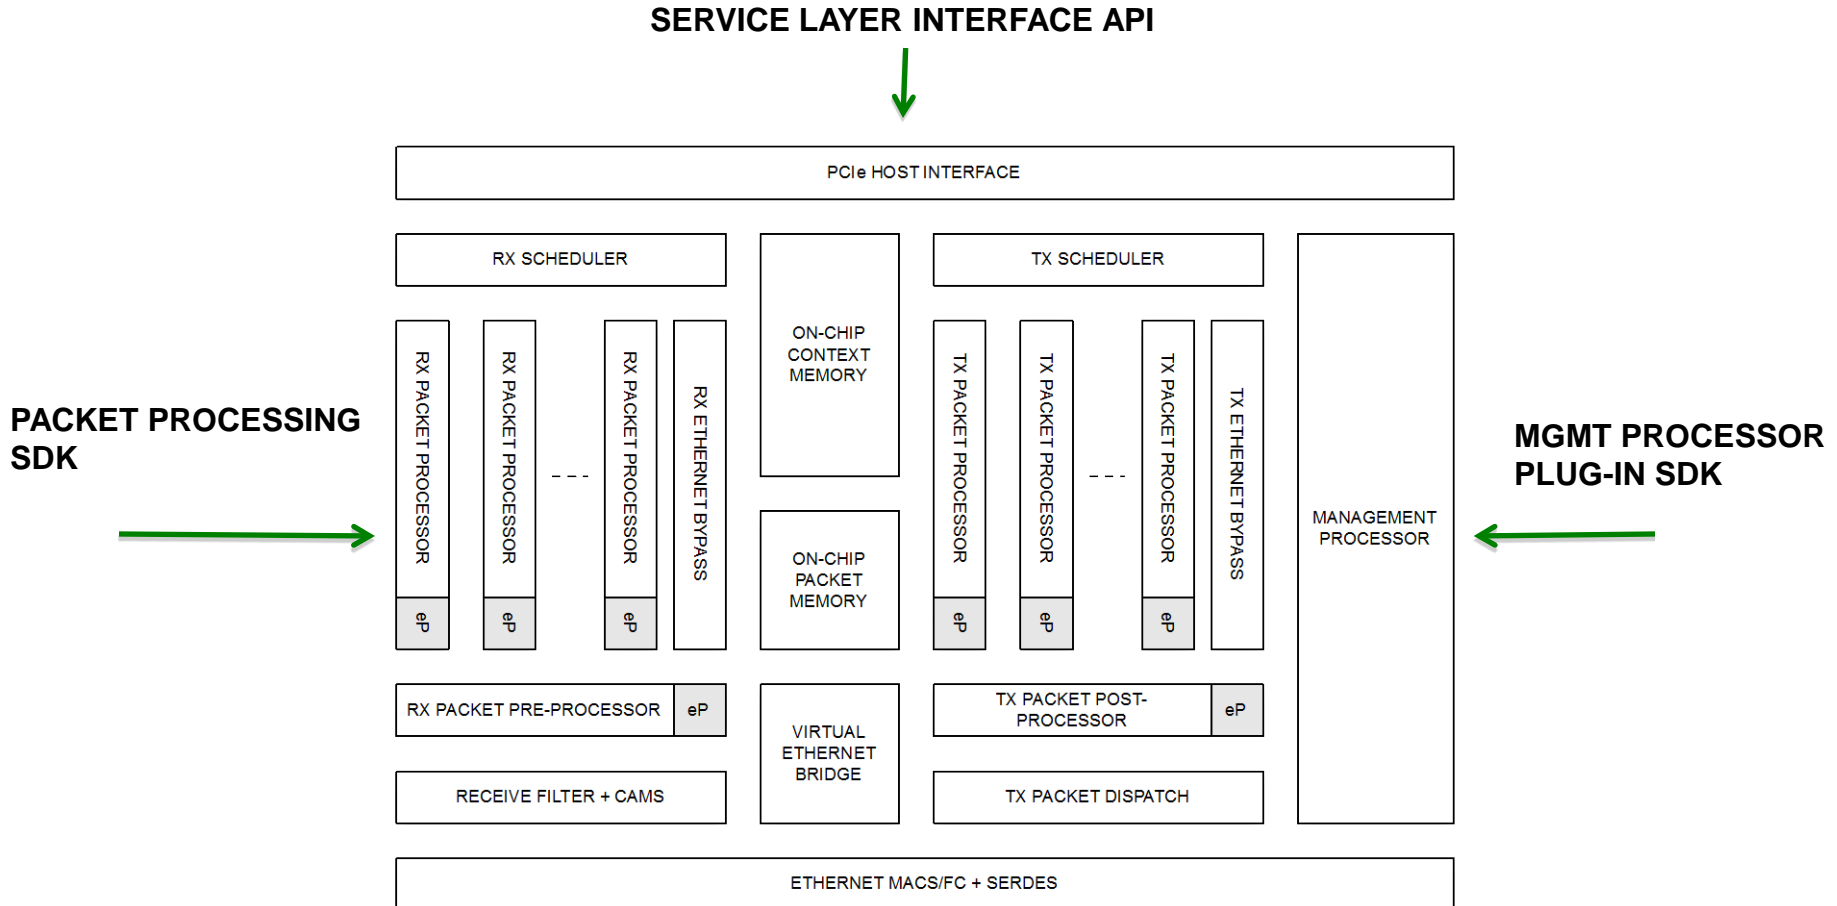 SERVICE LAYER INTERFACE API
PCIe HOST INTERFACE
RX SCHEDULER
TX SCHEDULER
ON-CHIP
CONTEXT
MEMORY
RX PACKET PROCESSOR
RX PACKET PROCESSOR
RX PACKET PROCESSOR
RX ETHERNET BYPASS
TX PACKET PROCESSOR
TX PACKET PROCESSOR
TX PACKET PROCESSOR
TX ETHERNET BYPASS
PACKET PROCESSING
SDK
MGMT PROCESSOR
PLUG-IN SDK
MANAGEMENT
PROCESSOR
ON-CHIP
PACKET
MEMORY
eP
eP
eP
eP
eP
eP
RX PACKET PRE-PROCESSOR
eP
TX PACKET POST-
PROCESSOR
eP
VIRTUAL
ETHERNET
BRIDGE
RECEIVE FILTER + CAMS
TX PACKET DISPATCH
ETHERNET MACS/FC + SERDES